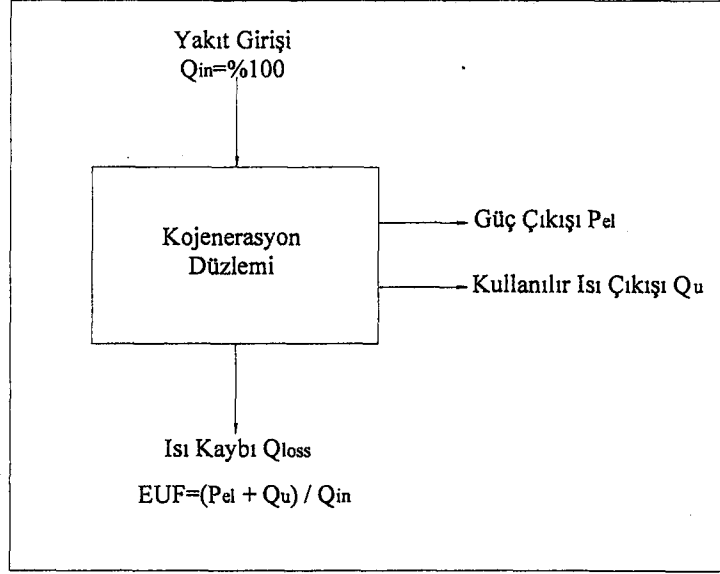 Yakıt Girişi
Qin=%100
Kojenerasyon
Düzlemi
Güç Çıkışı Pel
Kullanılır Isı Çıkışı Qu
Isı Kaybı Qloss
EUF=(Pel + Qu) / Qin